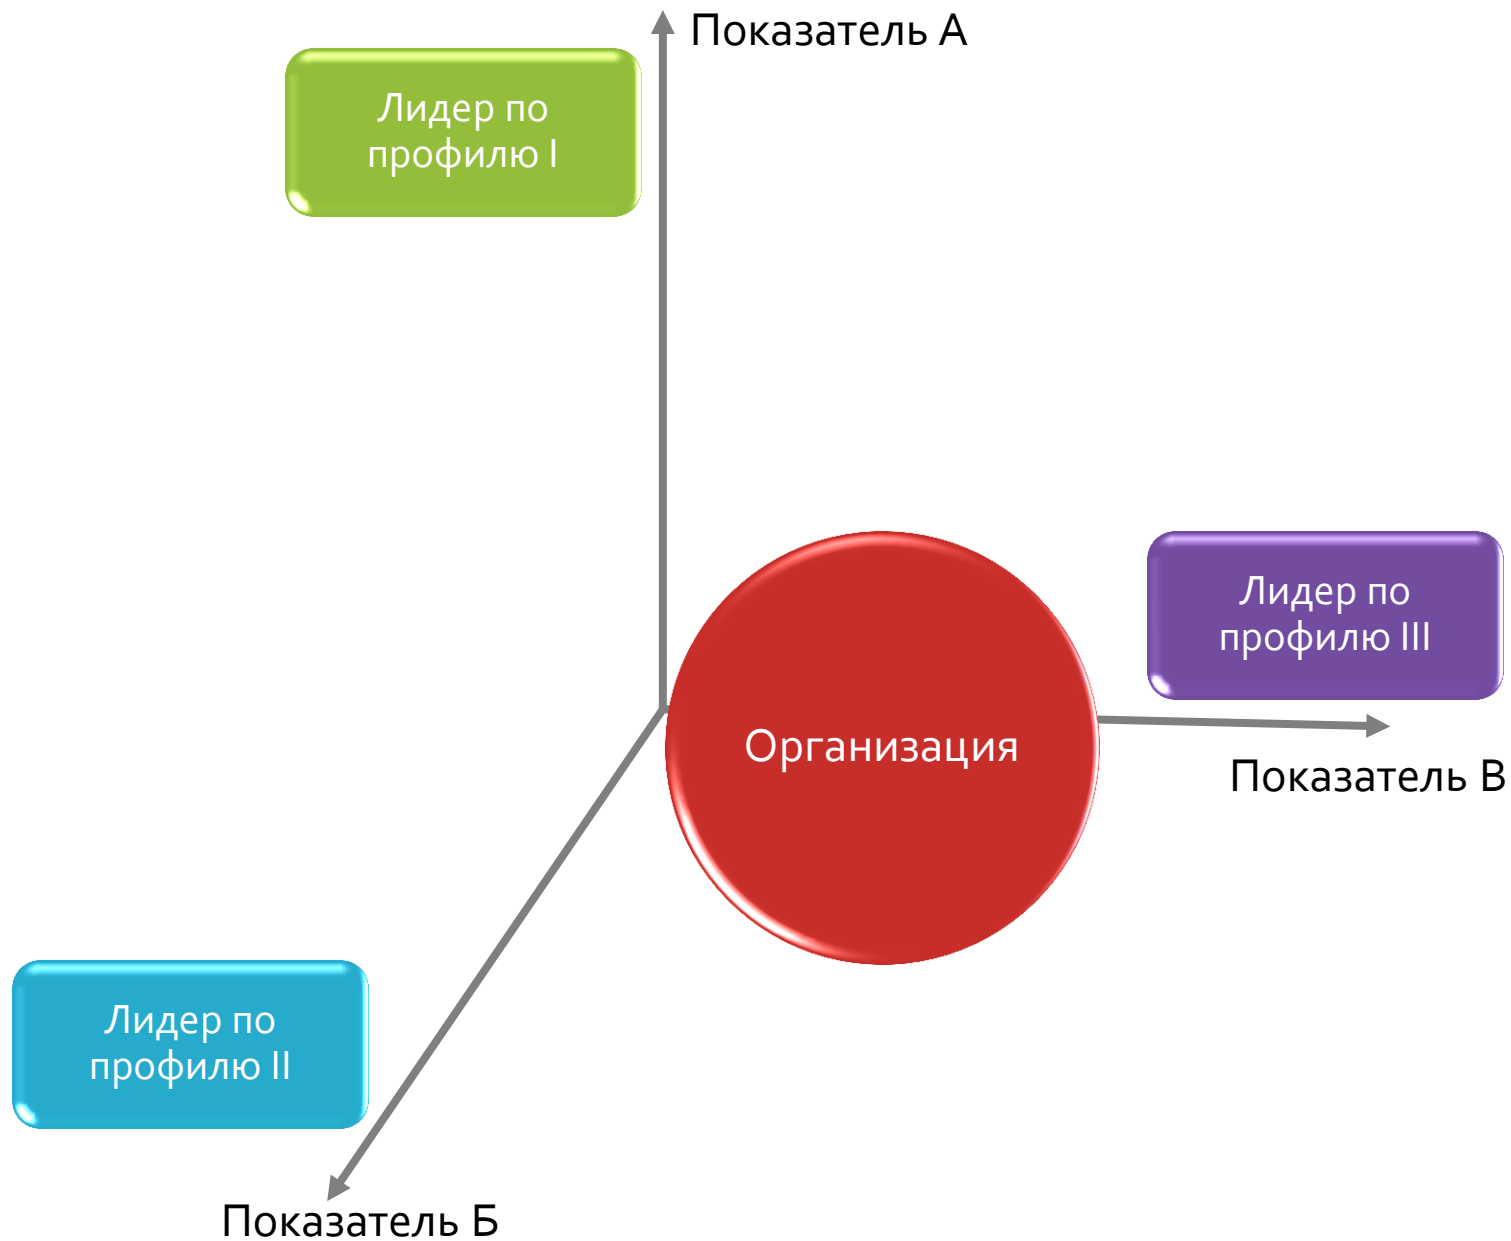 Показатель А
Лидер по
профилю I
Лидер по
профилю III
Организация
Показатель В
Лидер по
профилю II
Показатель Б